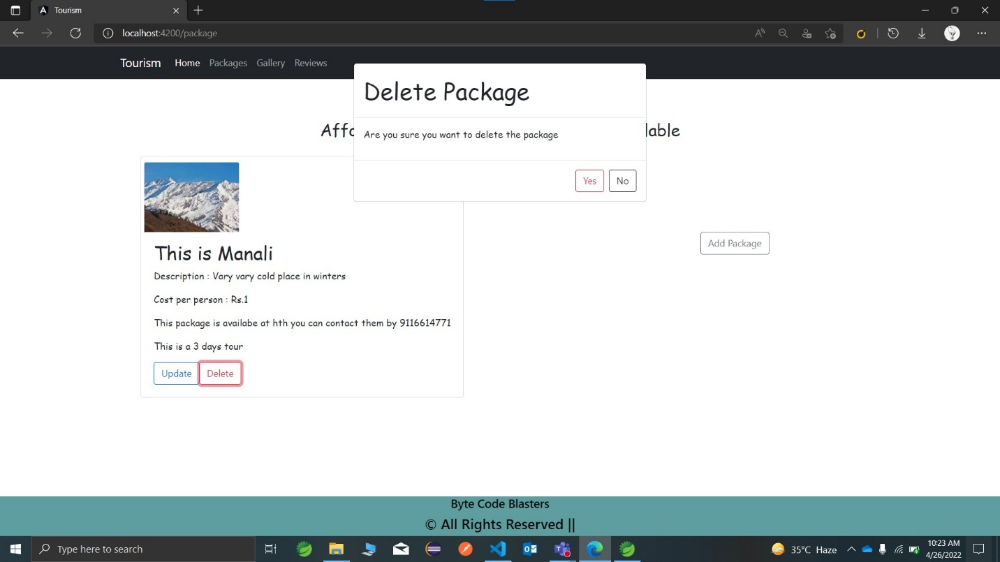 Tourism
localhost:4200/package
Tourism Home Packages Gallery Reviews
Delete Package
Are you sure you want to delete the package
Yes No
Add Package
This is Manali
Description : Vary vary cold place in winters
Cost per person : Rs.1
This package is availabe at hth you can contact them by 9116614771
This is a 3 days tour
Update Delete
Byte Code Blasters
© All Rights Reserved ||
Type here to search
35°C Haze
10:23 AM
4/26/2022